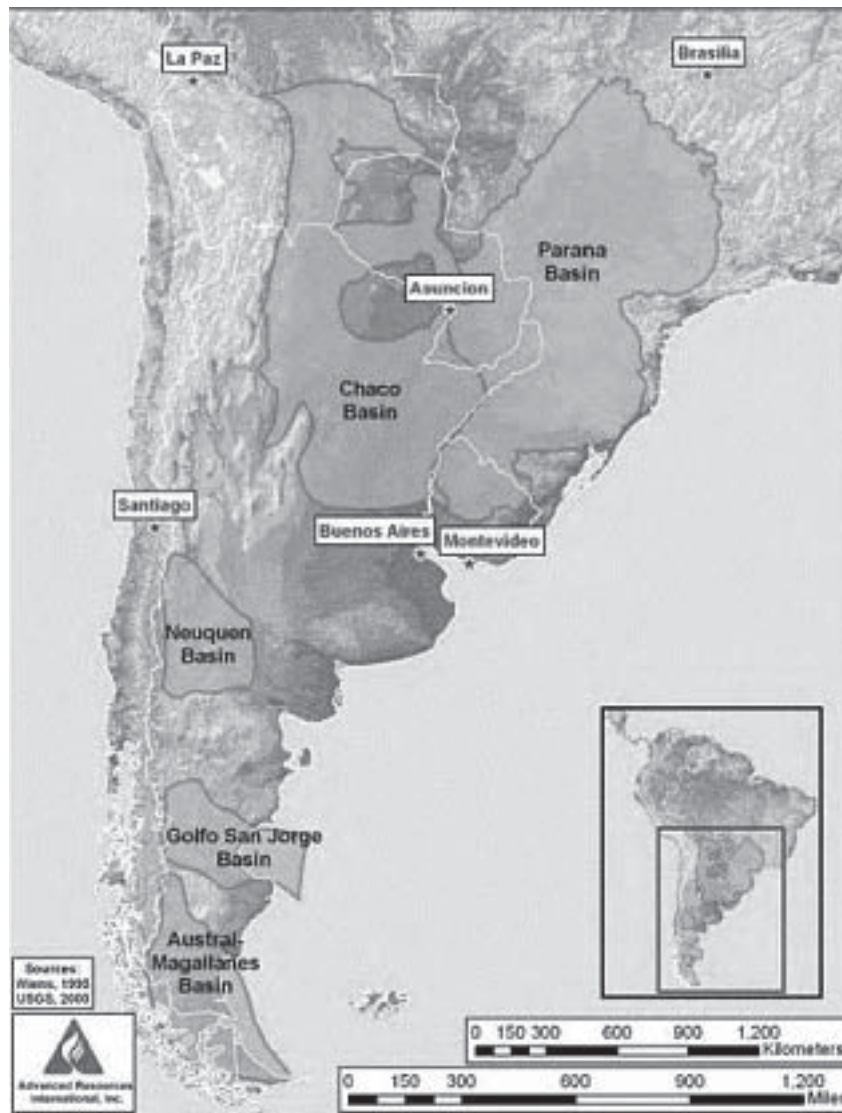 La Paz
Brasilia
Parana
Basin
Asuncion
Chaco
Basin
Santiago
Buenos Aires
Montevideo
Neuquen
Basin
Golfo San Jorge
Basin
Austral-
Magallanes
Basin
Sources:
1995
USGS, 2000
Advanced Resources
International, Inc.
0 150 300 600 900 1.200
Kilometers
0 150 300 600 900 1.200
Miles